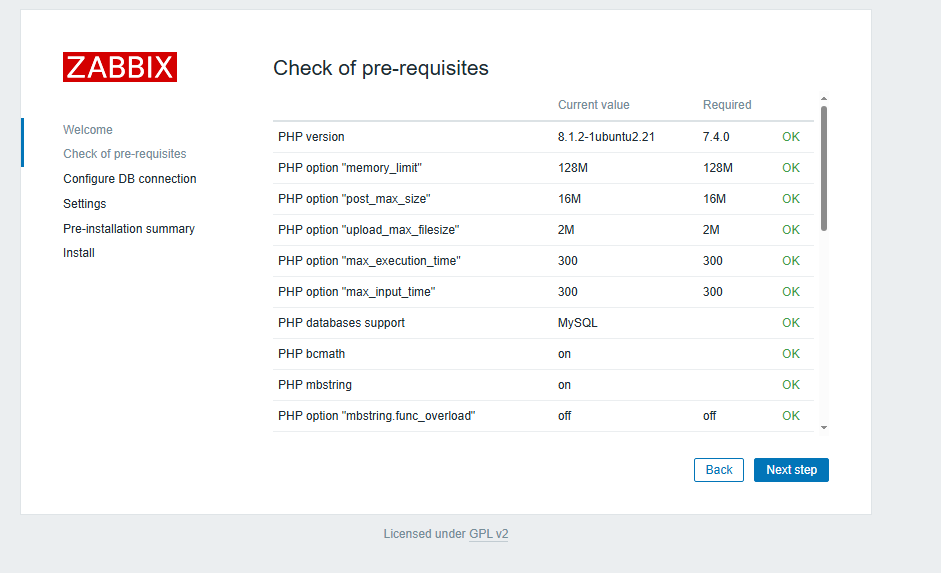 ZABBIX
Welcome
Check of pre-requisites
Configure DB connection
Settings
Pre-installation summary
Install
Check of pre-requisites
Current value Required
PHP version 8.1.2-1ubuntu2.21 7.4.0 OK
PHP option "memory_limit" 128M 128M OK
PHP option "post_max_size" 16M 16M OK
PHP option "upload_max_filesize" 2M 2M OK
PHP option "max_execution_time" 300 300 OK
PHP option "max_input_time" 300 300 OK
PHP databases support MySQL OK
PHP bcmath on OK
PHP mbstring on OK
PHP option "mbstring.func_overload" off off OK
Back Next step
Licensed under GPL v2